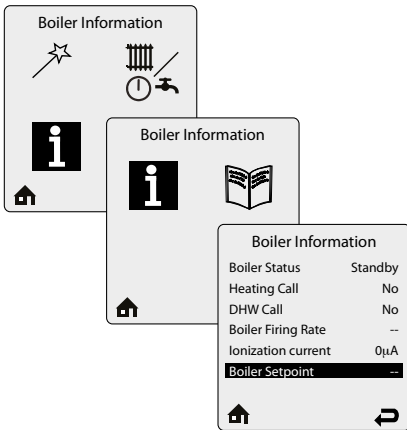 Boiler Information
Boiler Information
Boiler Information
Boiler Status Standby
Heating Call No
DHW Call No
Boiler Firing Rate --
Ionization current 0µA
Boiler Setpoint --